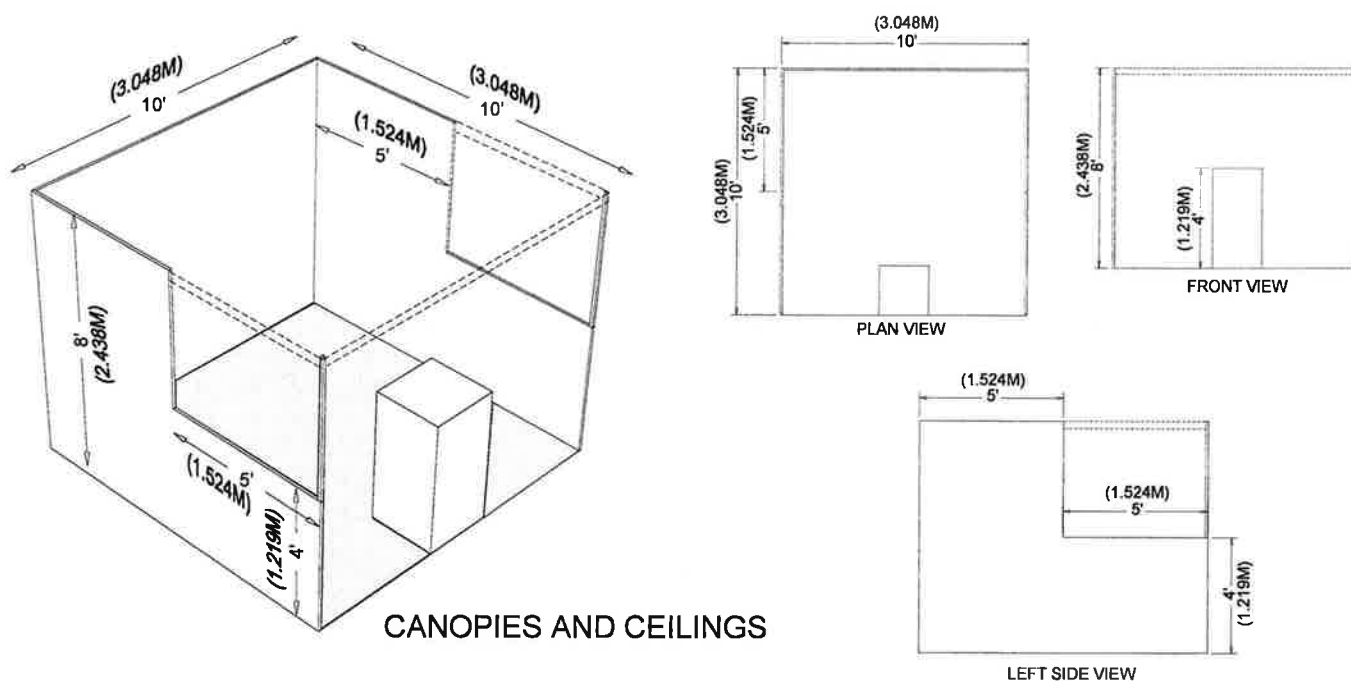 (3.048M)
10'
(3.048M)
10'
(1.524M)
5'
8'
(2.438M)
5'
(1.524M)
4'
(1.219M)
CANOPIES AND CEILINGS
(3.048M)
10'
(3.048M)
10'
(1.524M)
5'
PLAN VIEW
(2.438M)
8'
(1.219M)
4'
FRONT VIEW
(1.524M)
5'
(1.524M)
5'
4'
(1.219M)
LEFT SIDE VIEW